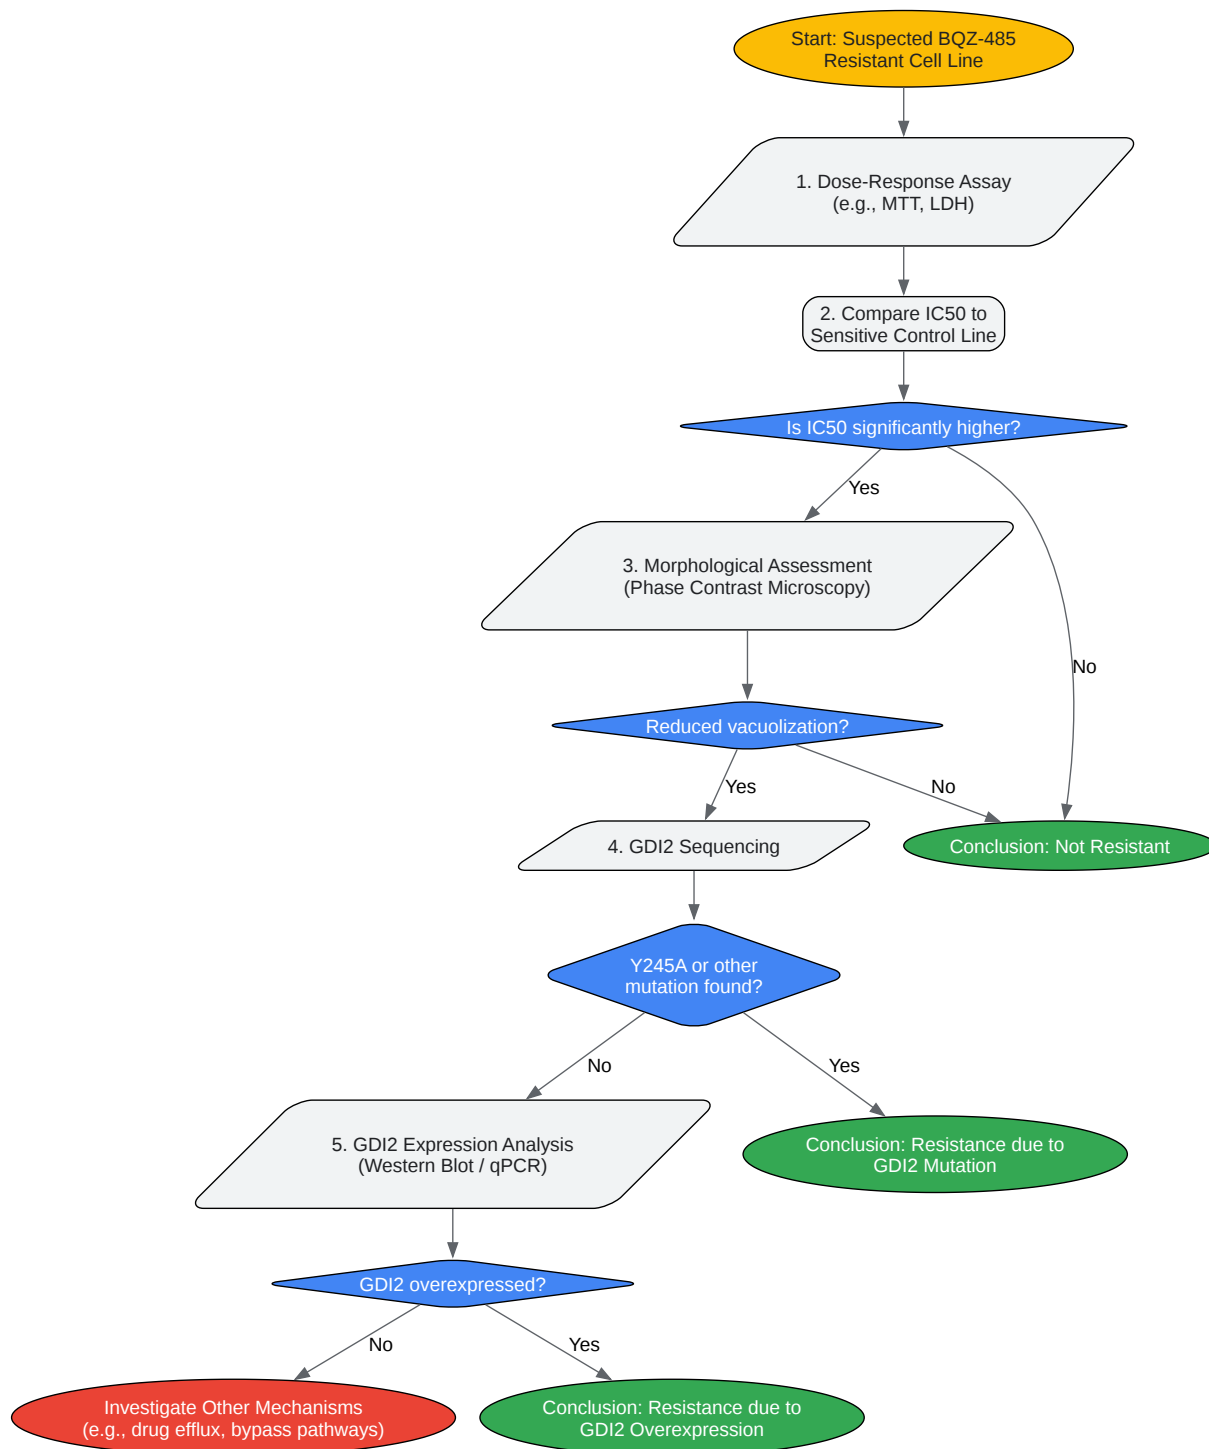 Start: Suspected BQZ-485
Resistant Cell Line
1. Dose-Response Assay
(e.g., MTT, LDH)
2. Compare IC50 to
Sensitive Control Line
Is IC50 significantly higher?
Yes
3. Morphological Assessment
(Phase Contrast Microscopy)
No
Reduced vacuolization?
Yes
No
4. GDI2 Sequencing
Conclusion: Not Resistant
Y245A or other
mutation found?
No
Yes
5. GDI2 Expression Analysis
(Western Blot / qPCR)
Conclusion: Resistance due to
GDI2 Mutation
GDI2 overexpressed?
No
Yes
Investigate Other Mechanisms
(e.g., drug efflux, bypass pathways)
Conclusion: Resistance due to
GDI2 Overexpression